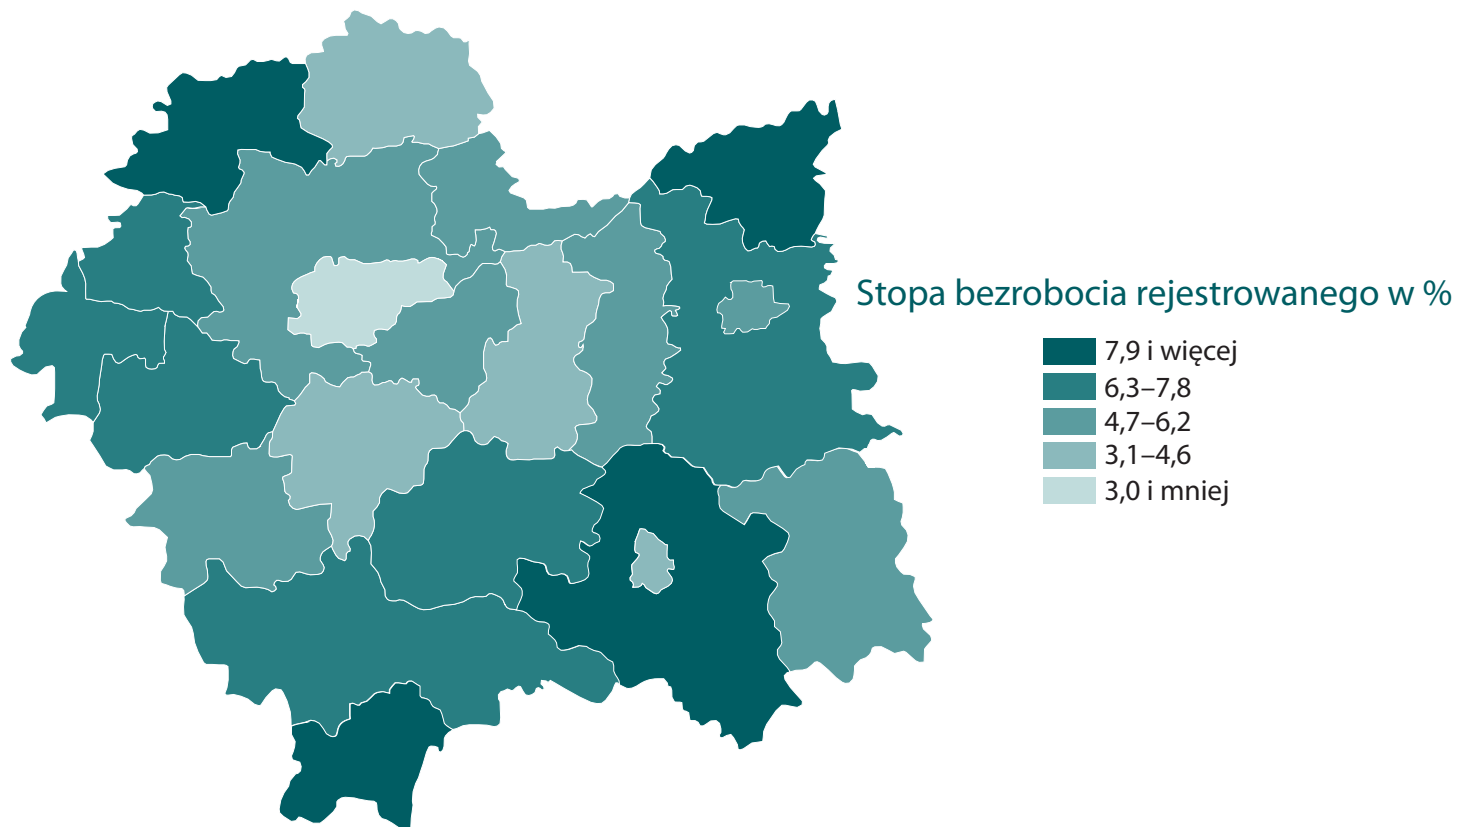 Stopa bezrobocia rejestrowanego w %
7,9 i więcej
6,3–7,8
4,7–6,2
3,1–4,6
3,0 i mniej